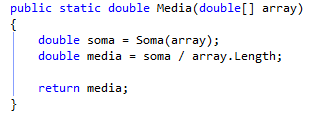 public static double Media(double[] array)
{
    double soma = Soma(array);
    double media = soma / array.Length;

    return media;
}